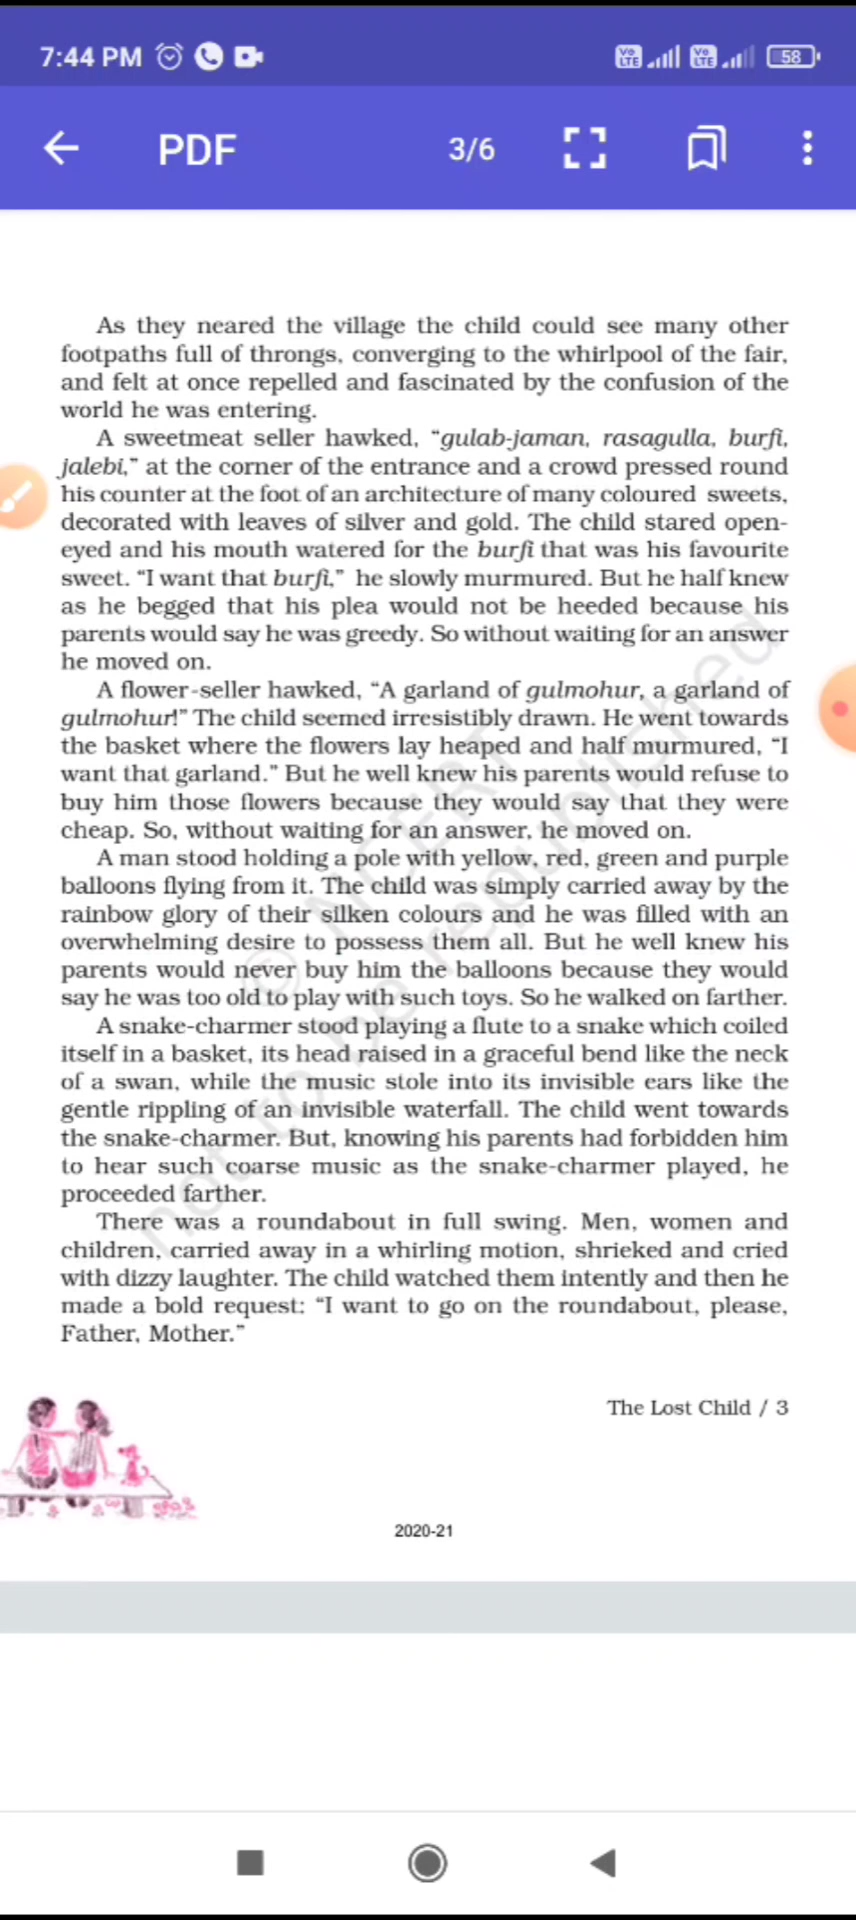 7:44 PM
Vo LTE Vo LTE 58
PDF 3/6
As they neared the village the child could see many other
footpaths full of throngs, converging to the whirlpool of the fair,
and felt at once repelled and fascinated by the confusion of the
world he was entering.
A sweetmeat seller hawked, “gulab-jaman, rasagulla, burfi,
jalebi,” at the corner of the entrance and a crowd pressed round
his counter at the foot of an architecture of many coloured sweets,
decorated with leaves of silver and gold. The child stared open-
eyed and his mouth watered for the burfi that was his favourite
sweet. “I want that burfi,” he slowly murmured. But he half knew
as he begged that his plea would not be heeded because his
parents would say he was greedy. So without waiting for an answer
he moved on.
A flower-seller hawked, “A garland of gulmohur, a garland of
gulmohur!” The child seemed irresistibly drawn. He went towards
the basket where the flowers lay heaped and half murmured, “I
want that garland.” But he well knew his parents would refuse to
buy him those flowers because they would say that they were
cheap. So, without waiting for an answer, he moved on.
A man stood holding a pole with yellow, red, green and purple
balloons flying from it. The child was simply carried away by the
rainbow glory of their silken colours and he was filled with an
overwhelming desire to possess them all. But he well knew his
parents would never buy him the balloons because they would
say he was too old to play with such toys. So he walked on farther.
A snake-charmer stood playing a flute to a snake which coiled
itself in a basket, its head raised in a graceful bend like the neck
of a swan, while the music stole into its invisible ears like the
gentle rippling of an invisible waterfall. The child went towards
the snake-charmer. But, knowing his parents had forbidden him
to hear such coarse music as the snake-charmer played, he
proceeded farther.
There was a roundabout in full swing. Men, women and
children, carried away in a whirling motion, shrieked and cried
with dizzy laughter. The child watched them intently and then he
made a bold request: “I want to go on the roundabout, please,
Father, Mother.”
© NCERT
not to be republished
The Lost Child / 3
2020-21